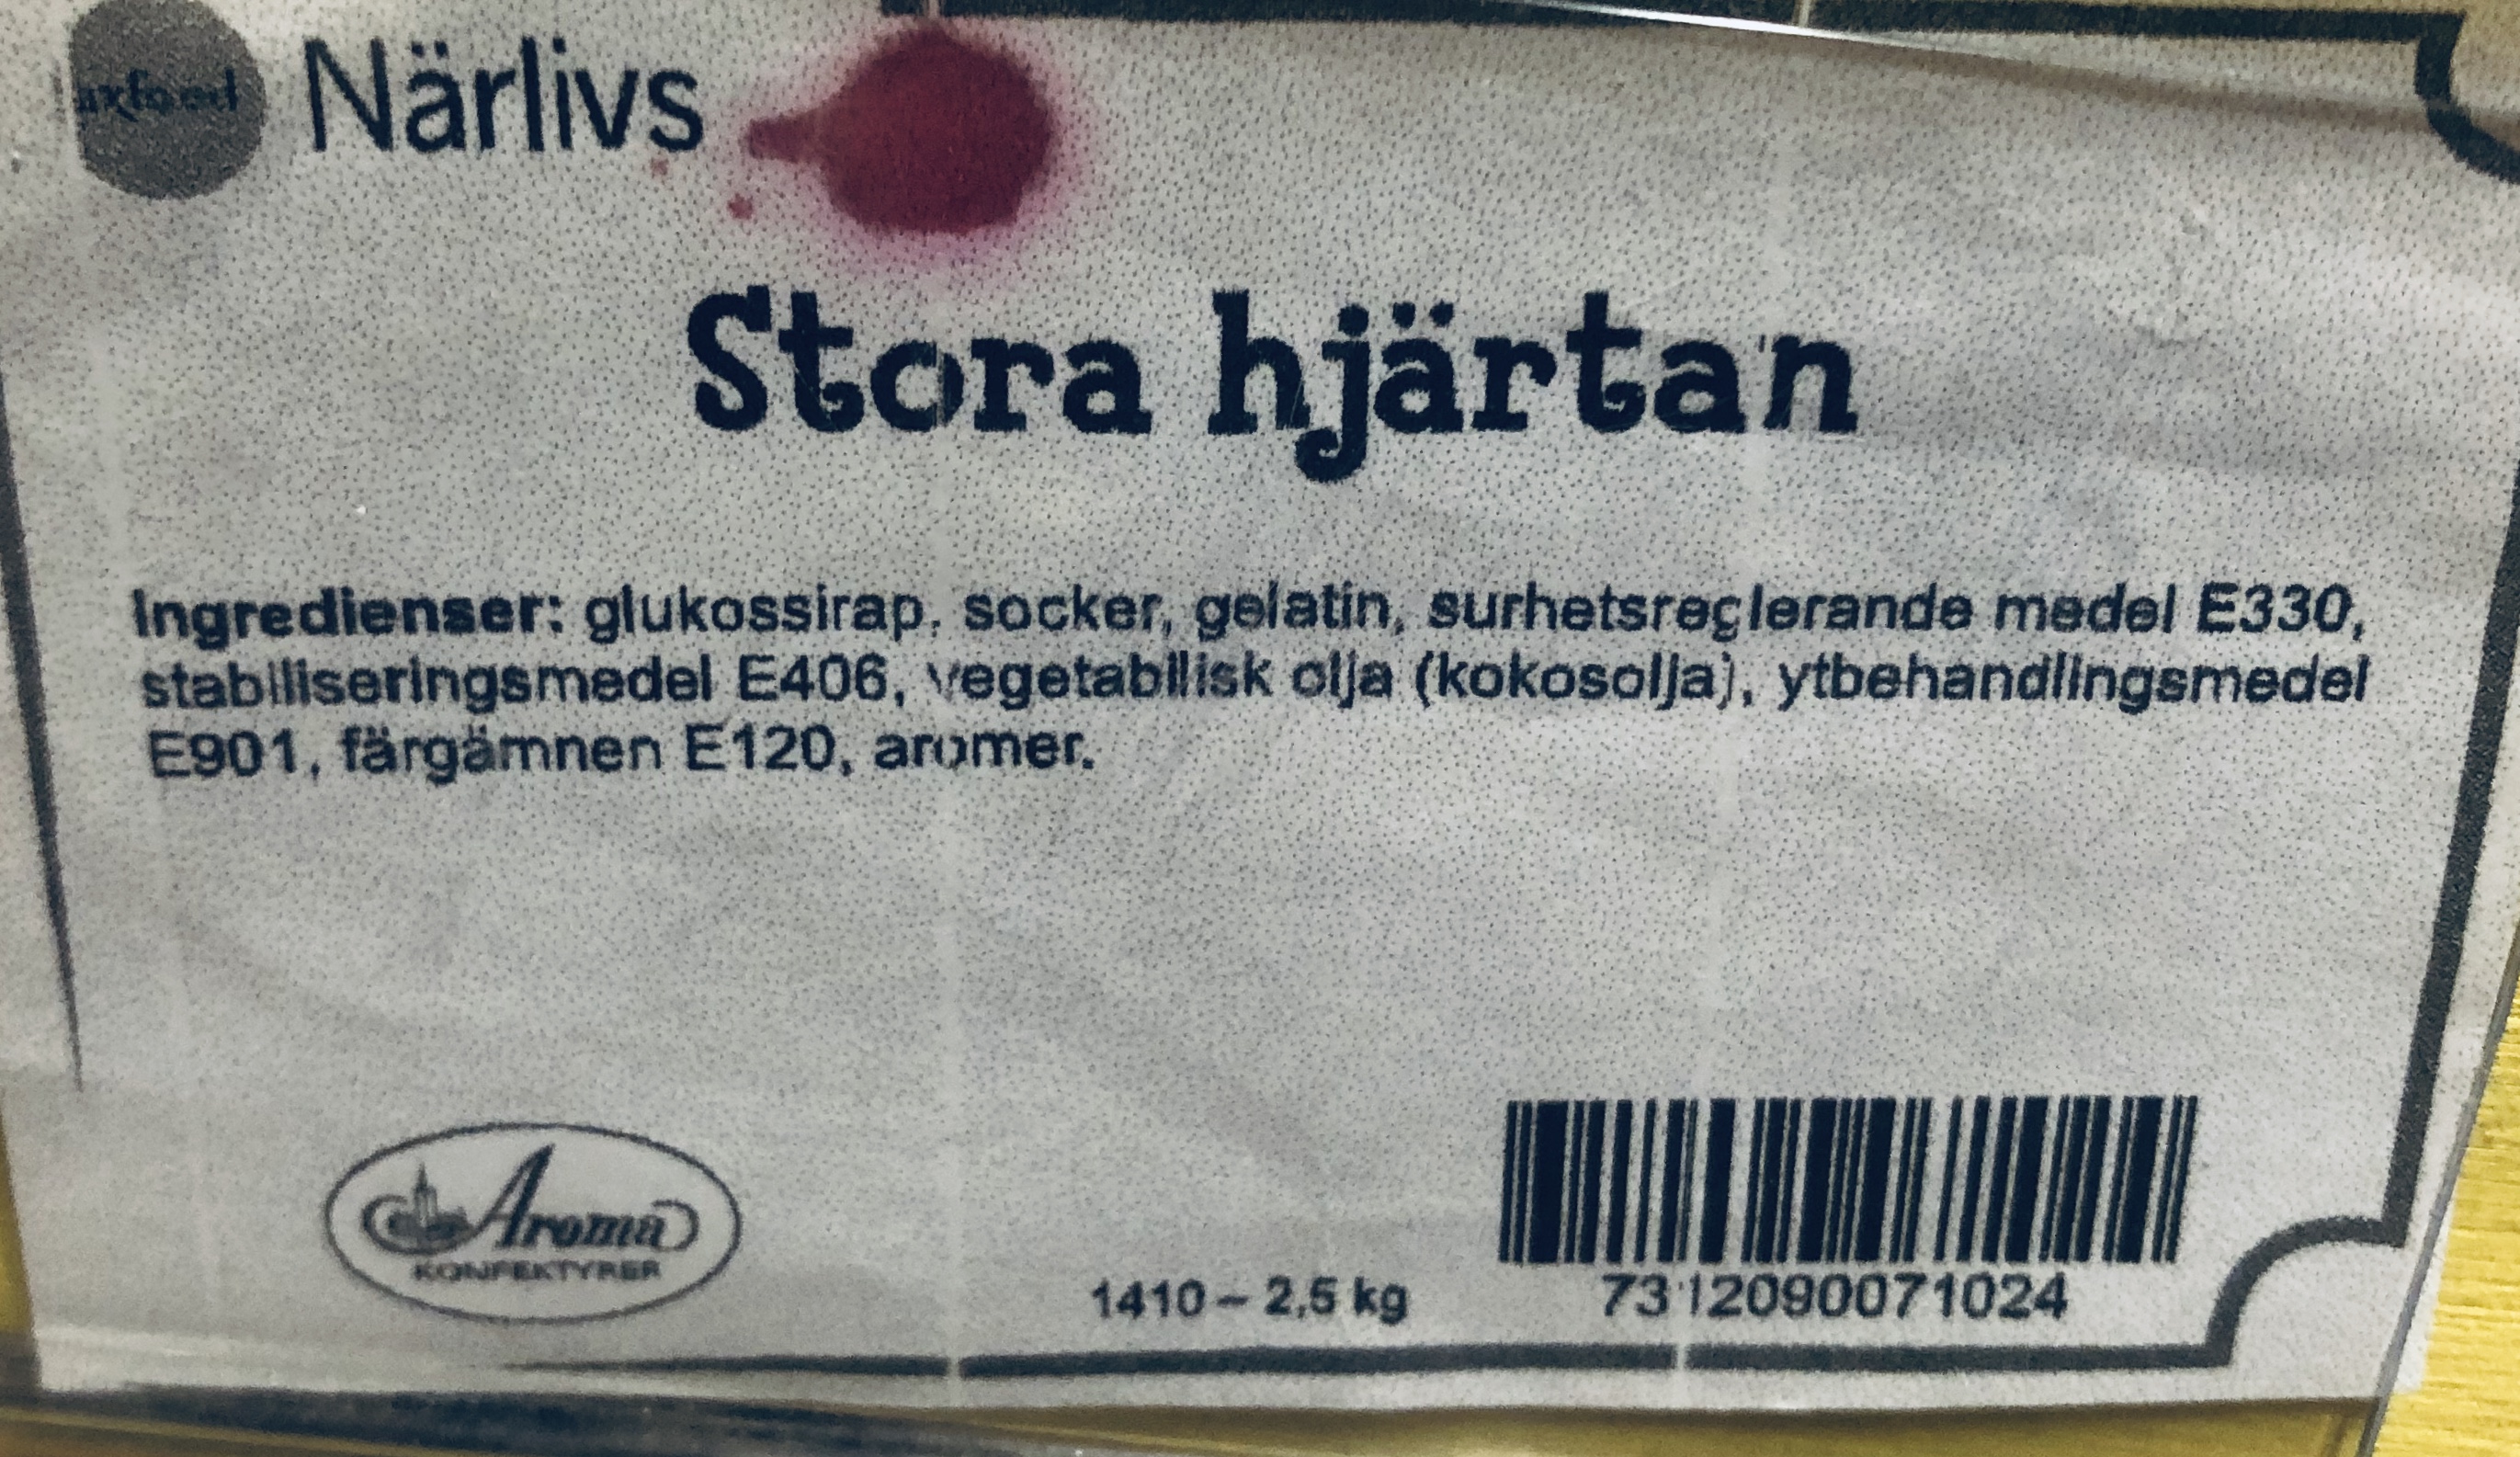 axfood
Närlivs
Stora hjärtan
Ingredienser: glukossirap, socker, gelatin, surhetsreglerande medel E330,
stabiliseringsmedel E406, vegetabilisk olja (kokosolja), ytbehandlingsmedel
E901, färgämnen E120, aromer.
Aroma
KONFEKTYRER
1410 – 2,5 kg
7312090071024